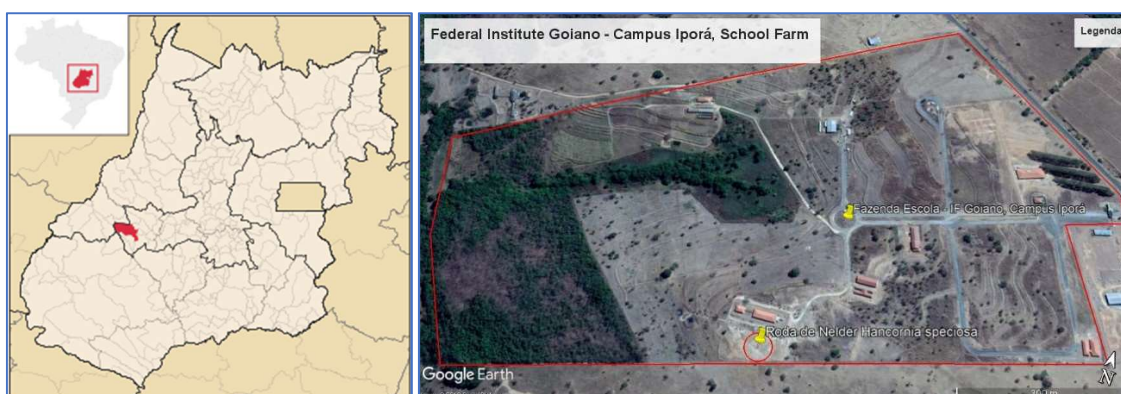 Federal Institute Goiano - Campus Iporá, School Farm
Legenda
Fazenda Escola - IF Goiano, Campus Iporá
Roda de Nelder Hancornia speciosa
Google Earth
N